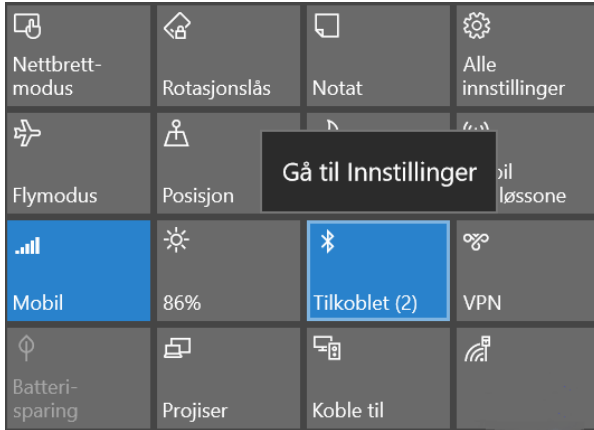 Nettbrett-
modus
Rotasjonslås
Notat
Alle
innstillinger
Flymodus
Posisjon
Gå til Innstillinger
Mobil
86%
Tilkoblet (2)
VPN
Batteri-
sparing
Projiser
Koble til